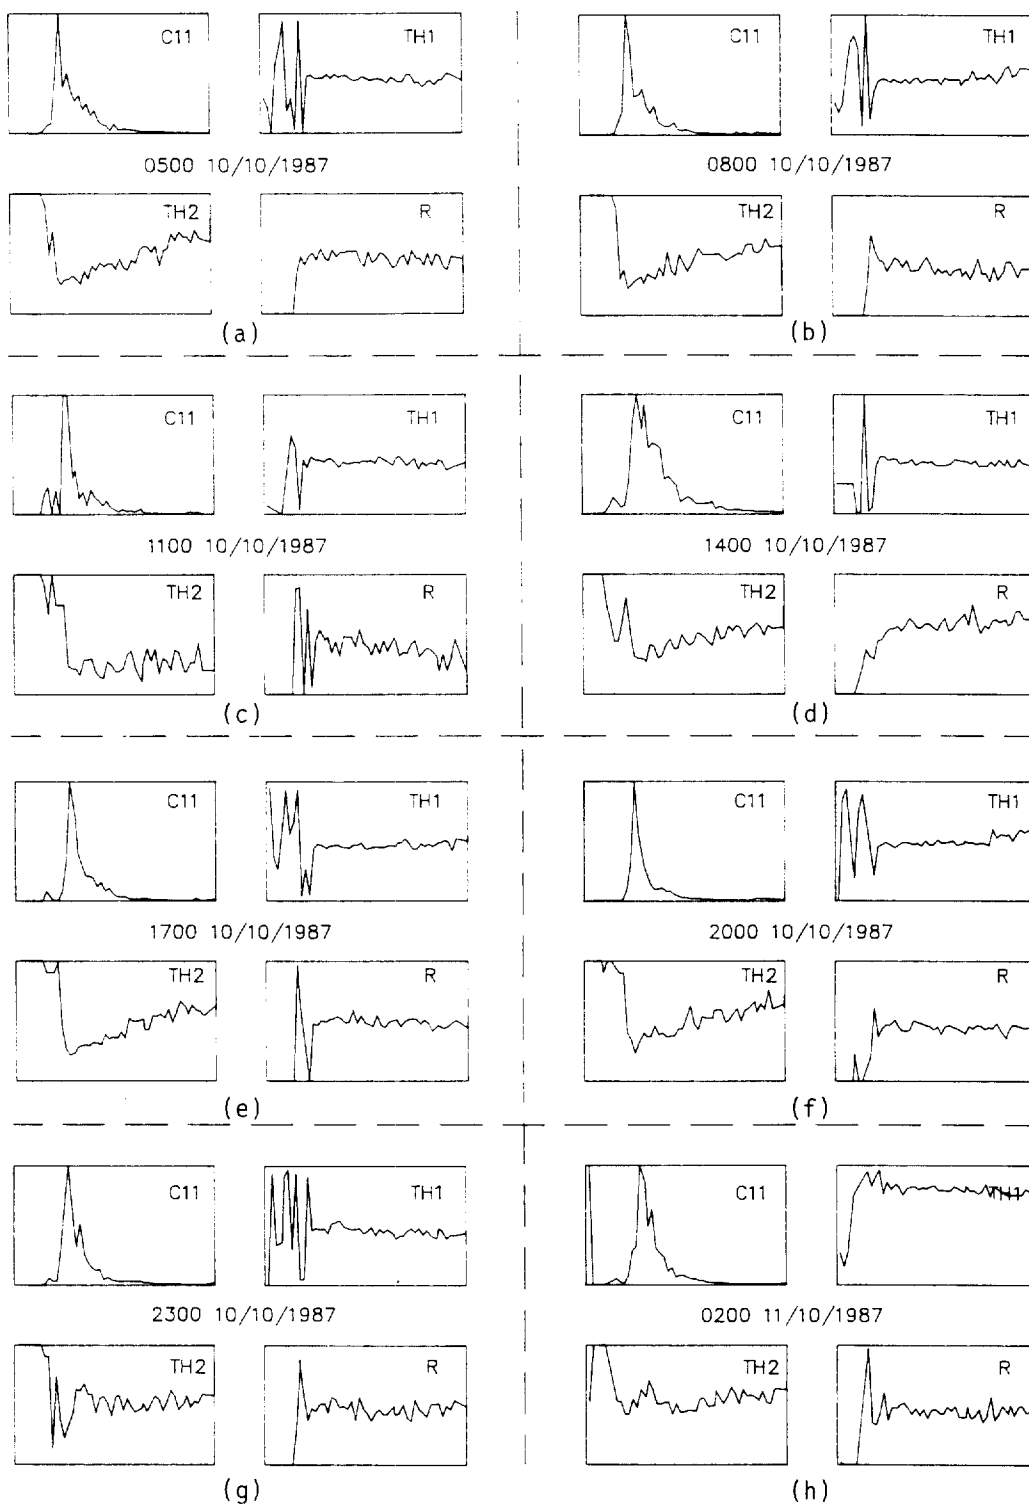 C11 TH1
0500 10/10/1987
TH2 R
(a)
C11 TH1
0800 10/10/1987
TH2 R
(b)
C11 TH1
1100 10/10/1987
TH2 R
(c)
C11 TH1
1400 10/10/1987
TH2 R
(d)
C11 TH1
1700 10/10/1987
TH2 R
(e)
C11 TH1
2000 10/10/1987
TH2 R
(f)
C11 TH1
2300 10/10/1987
TH2 R
(g)
C11 TH1
0200 11/10/1987
TH2 R
(h)